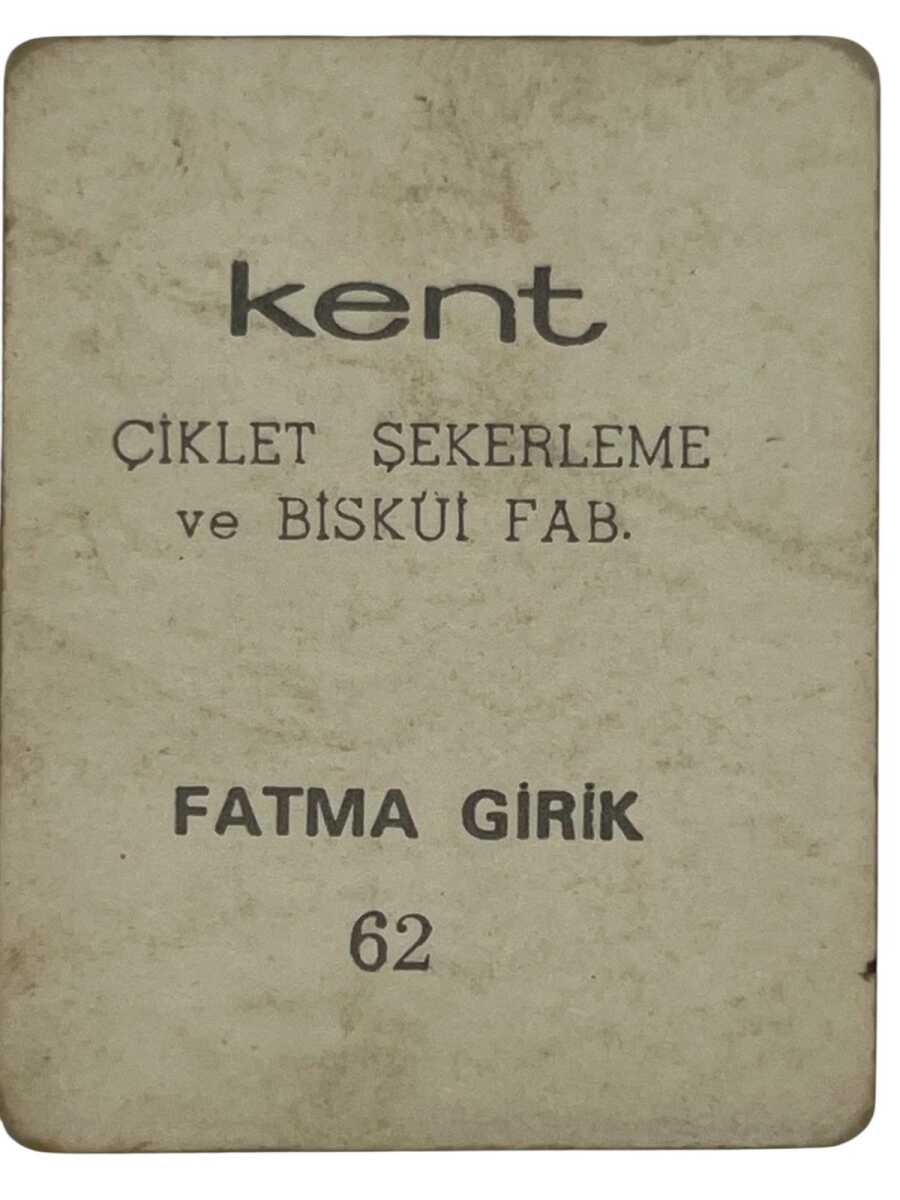 kent
ÇİKLET ŞEKERLEME
ve BİSKÜİ FAB.
FATMA GİRİK
62